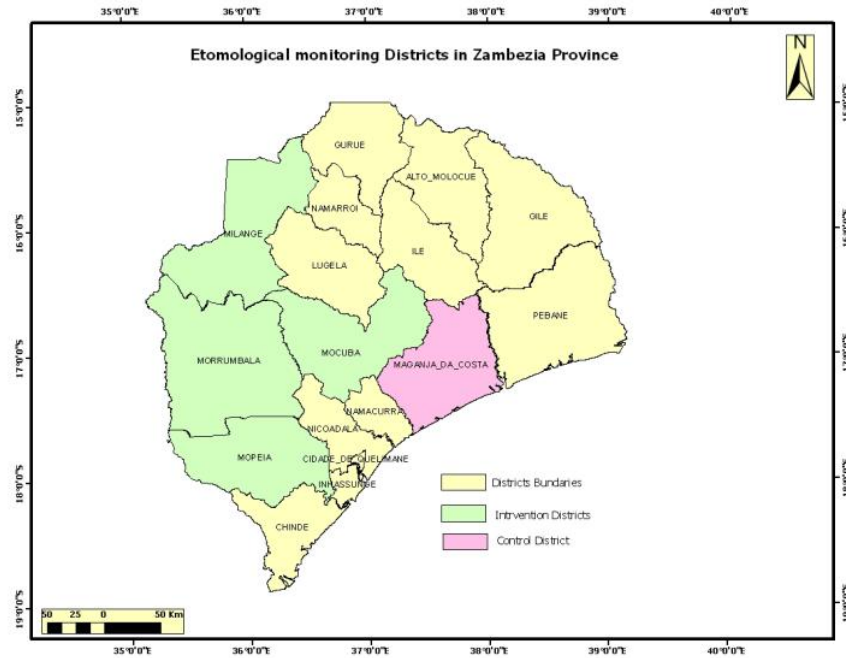 35°0'0"E 36°0'0"E 37°0'0"E 38°0'0"E 39°0'0"E 40°0'0"E
Etomological monitoring Districts in Zambezia Province
N
15°0'0"S
GURUE
ALTO_MOLOCUE
NAMARROI
GILE
16°0'0"S
MILANGE
ILE
LUGELA
PEBANE
MOCUBA
17°0'0"S
MORRUMBALA
MAGANJA_DA_COSTA
NAMACURRA
NICOADALA
MOPEIA
CIDADE_DE_QUELIMANE
18°0'0"S
INHASSUNGE
Districts Bundaries
Intrvention Districts
CHINDE
Control District
19°0'0"S
50 25 0 50 Km
35°0'0"E 36°0'0"E 37°0'0"E 38°0'0"E 39°0'0"E 40°0'0"E